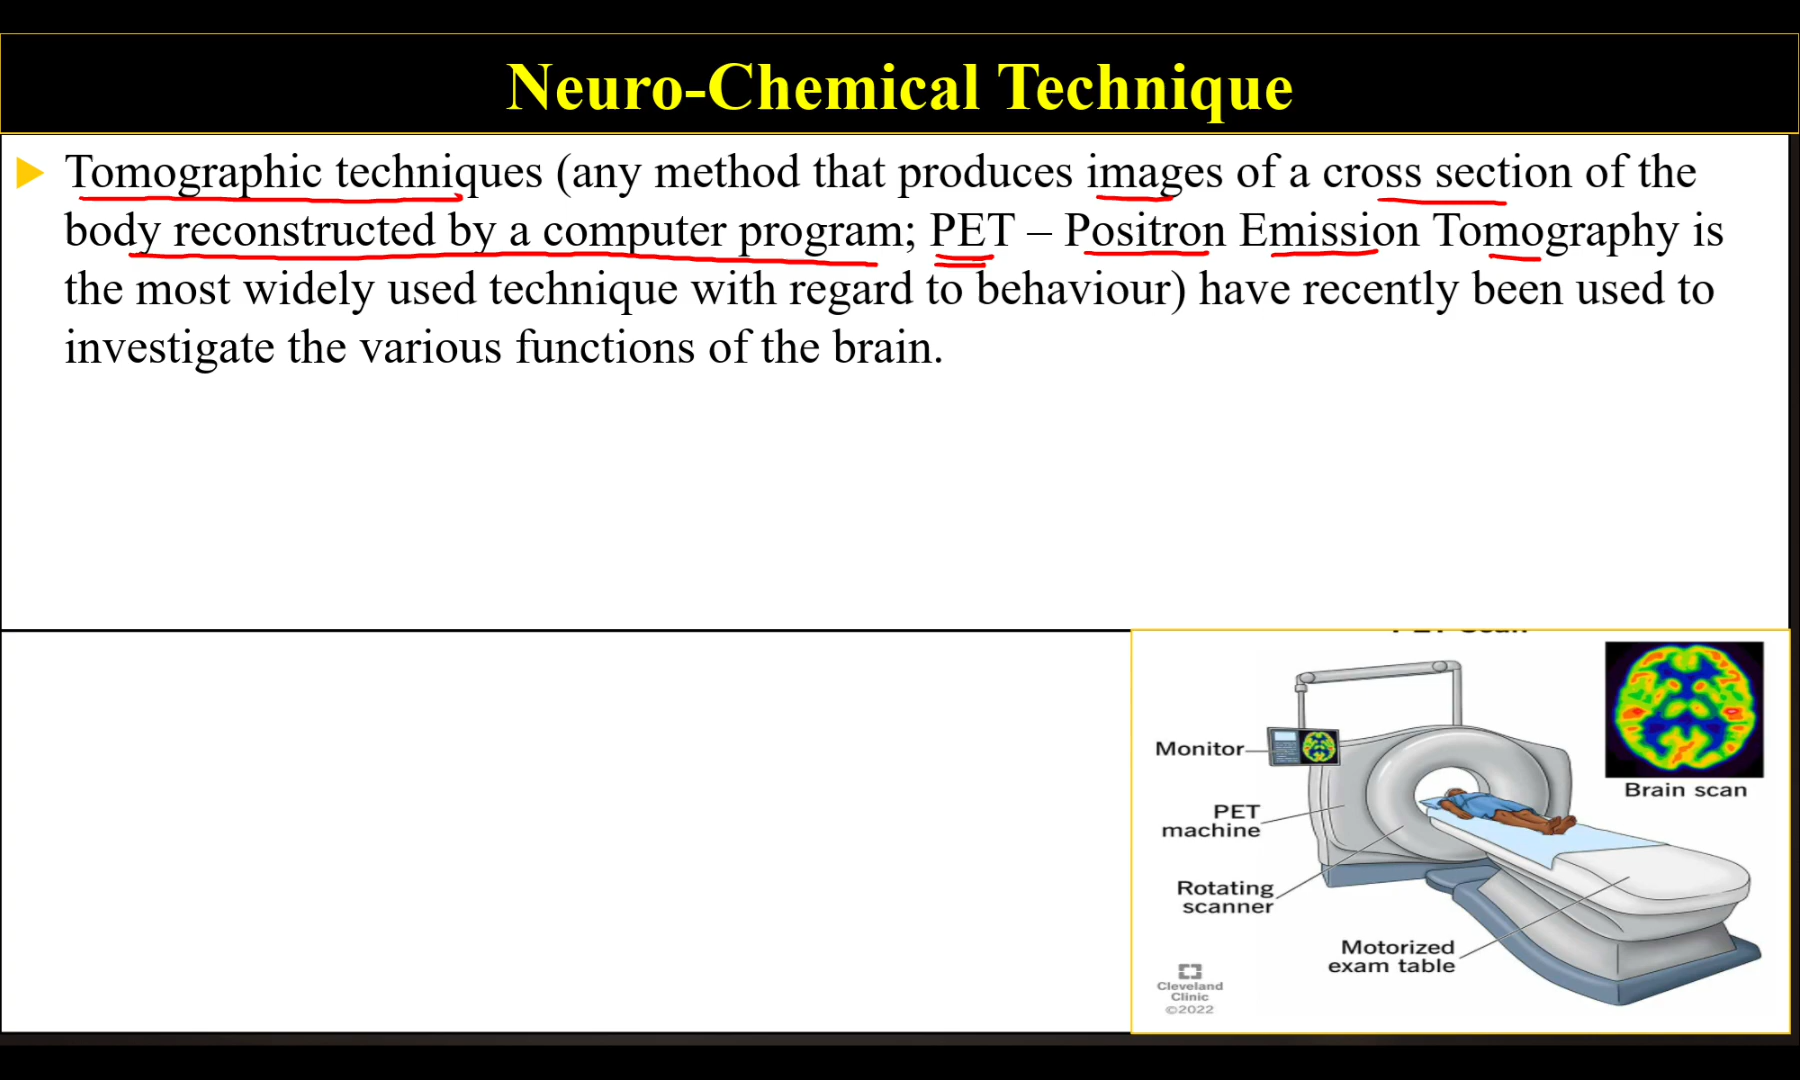 Neuro-Chemical Technique
Tomographic techniques (any method that produces images of a cross section of the
body reconstructed by a computer program; PET – Positron Emission Tomography is
the most widely used technique with regard to behaviour) have recently been used to
investigate the various functions of the brain.
Monitor
PET
machine
Rotating
scanner
Motorized
exam table
Brain scan
Cleveland
Clinic
©2022